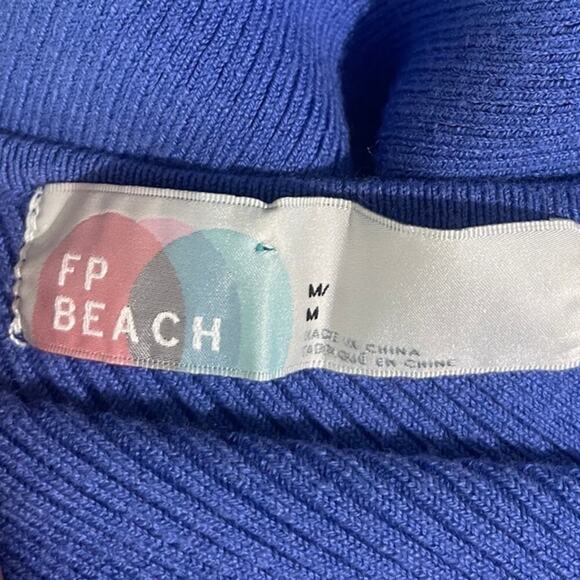 FP
BEACH
M/
M
MADE IN CHINA
FABRIQUÉ EN CHINE